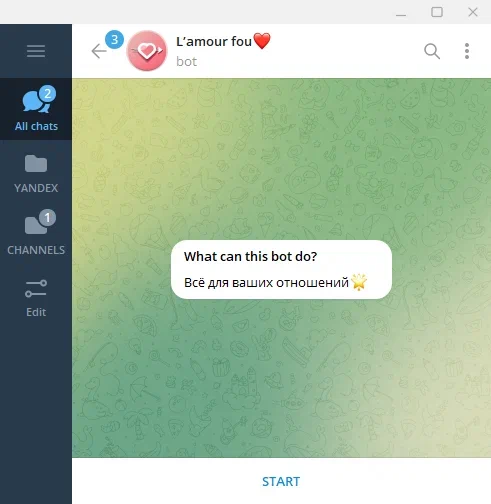 3
L’amour fou❤️
bot
2
All chats
YANDEX
1
CHANNELS
Edit
What can this bot do?
Всё для ваших отношений🌟
START